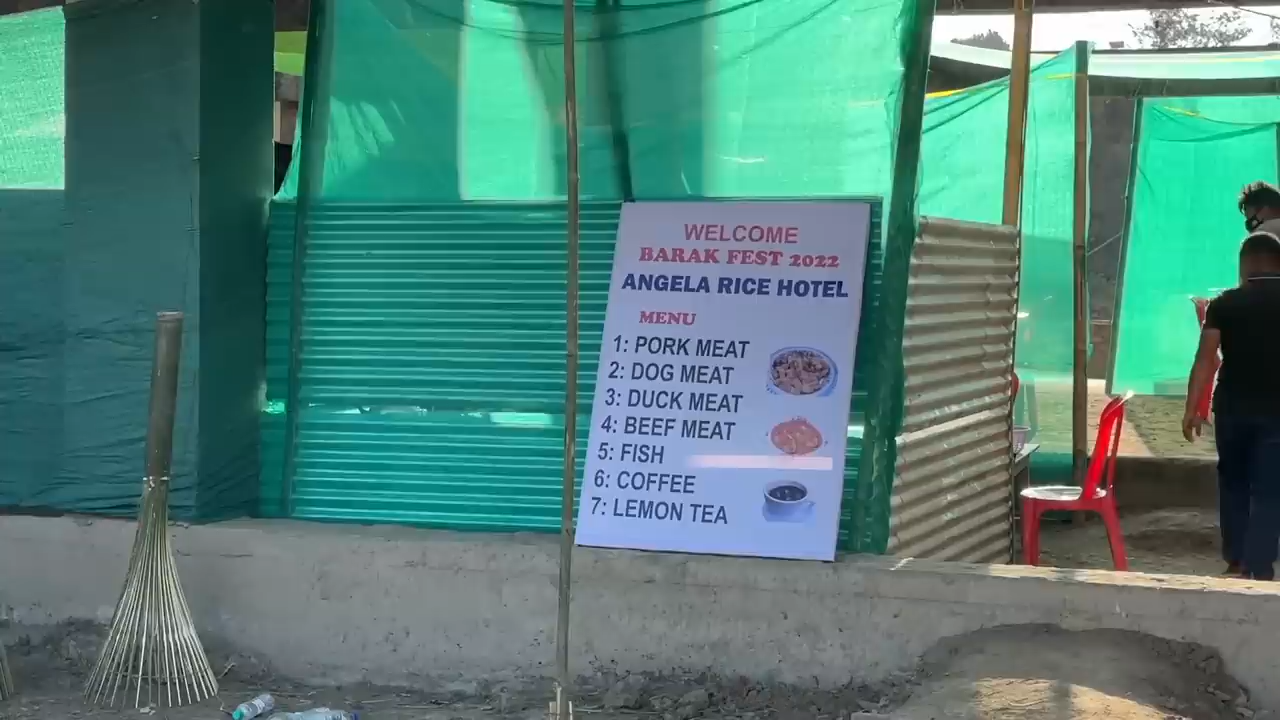 WELCOME
BARAK FEST 2022
ANGELA RICE HOTEL
MENU
1: PORK MEAT
2: DOG MEAT
3: DUCK MEAT
4: BEEF MEAT
5: FISH
6: COFFEE
7: LEMON TEA